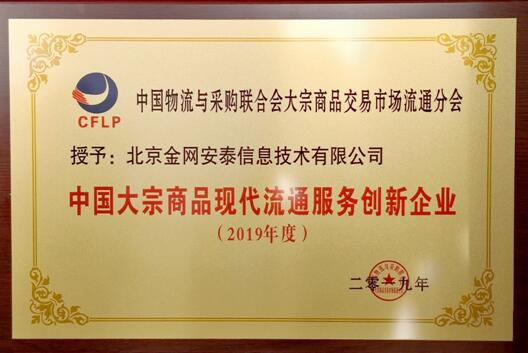 CFLP
中国物流与采购联合会大宗商品交易市场流通分会
授予：北京金网安泰信息技术有限公司
中国大宗商品现代流通服务创新企业
（2019年度）
二零一九年